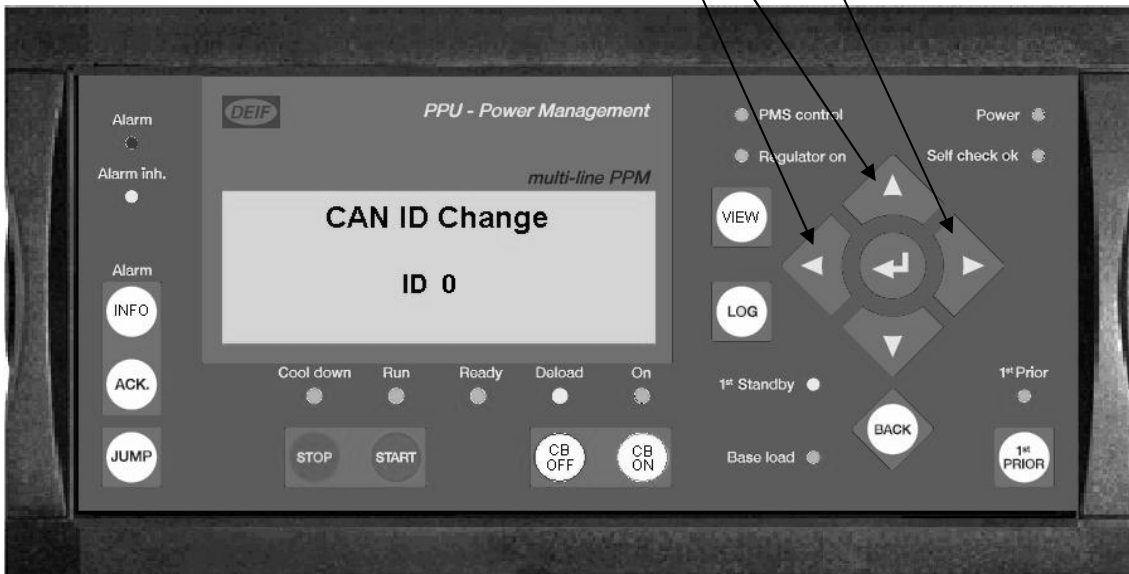 DEIF
PPU - Power Management
multi-line PPM
CAN ID Change
ID 0
Alarm
Alarm inh.
Alarm
INFO
ACK.
JUMP
Cool down
Run
Ready
Deload
On
STOP
START
CB
OFF
CB
ON
PMS control
Power
Regulator on
Self check ok
VIEW
LOG
1st Standby
1st Prior
BACK
Base load
1st
PRIOR